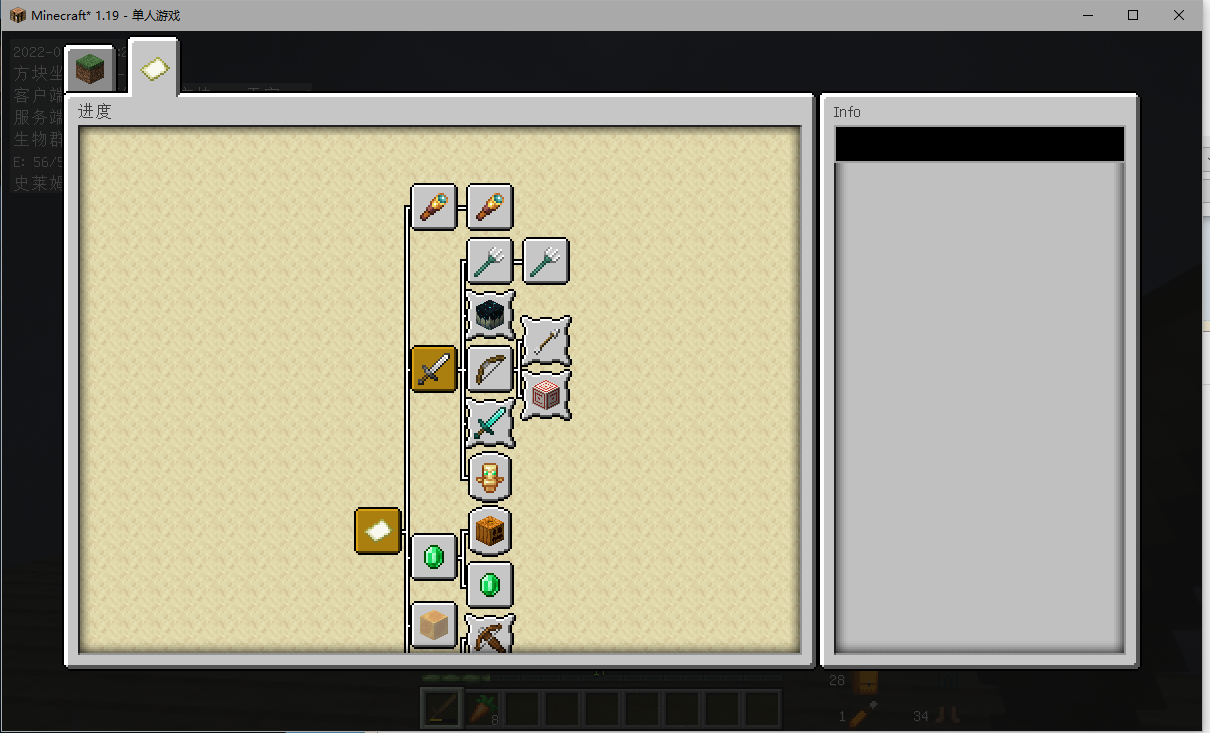 Minecraft* 1.19 - 单人游戏
2022-0
方块坐
客户端
服务端
生物群
E: 56/5
史莱姆
进度
Info
8
28
1
34